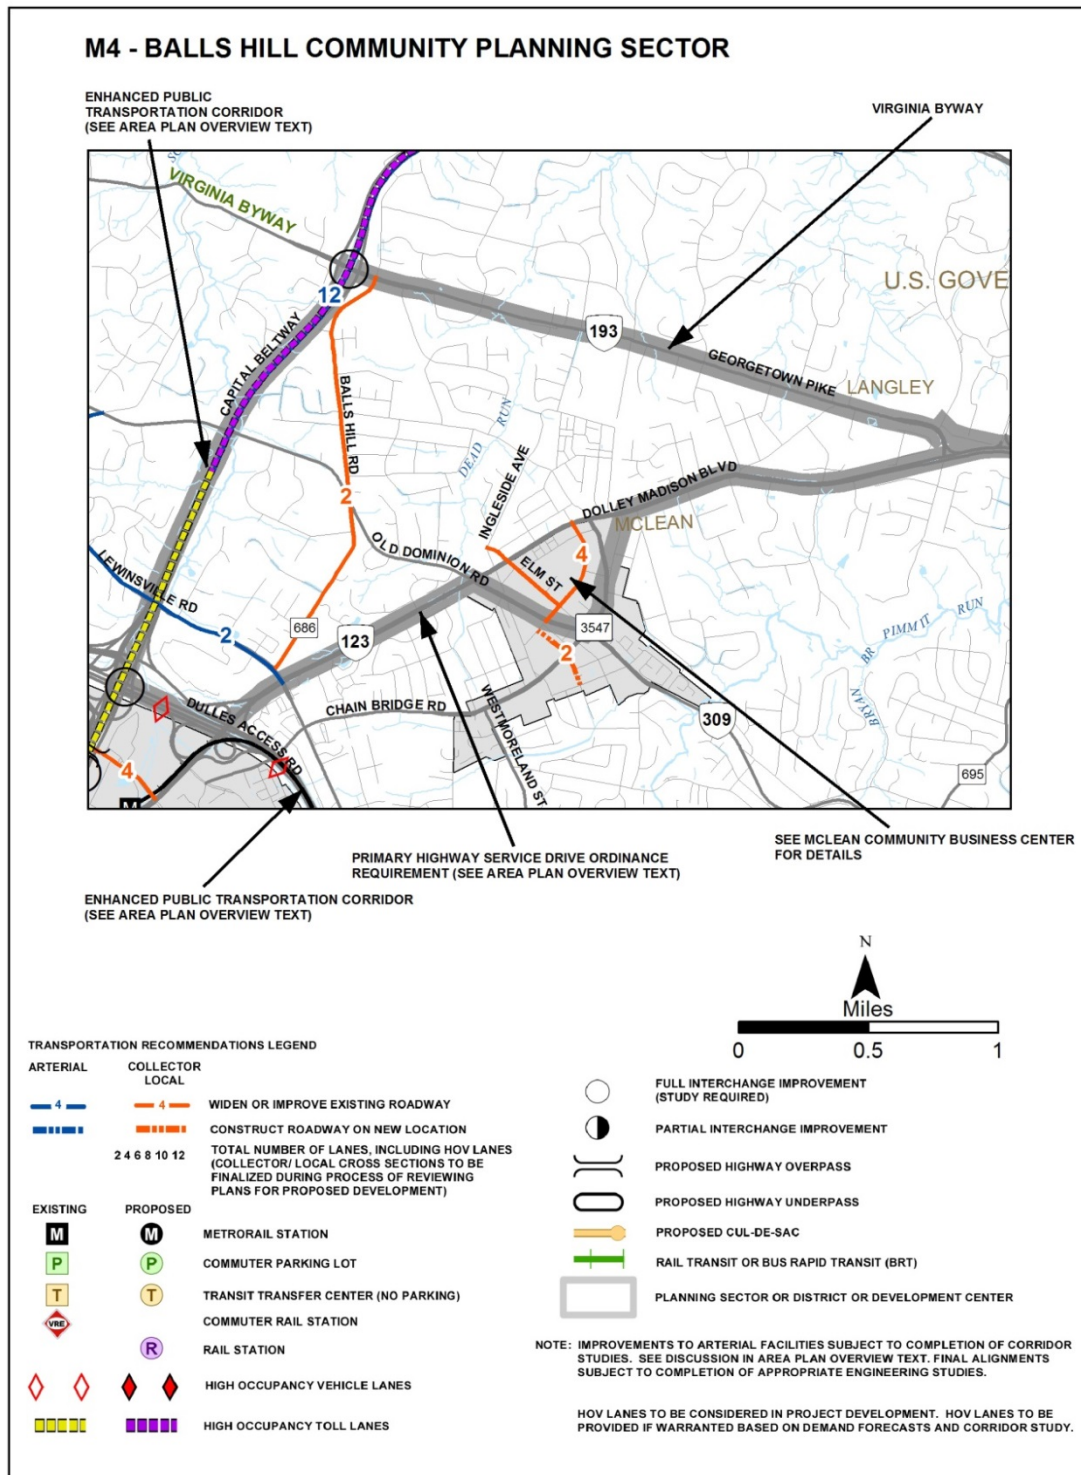 M4 - BALLS HILL COMMUNITY PLANNING SECTOR
ENHANCED PUBLIC
TRANSPORTATION CORRIDOR
(SEE AREA PLAN OVERVIEW TEXT)
VIRGINIA BYWAY
VIRGINIA BYWAY
12
U.S. GOVE
193
CAPITAL BELTWAY
GEORGETOWN PIKE
LANGLEY
BALLS HILL RD
DEAD RUN
INGLESIDE AVE
2
DOLLEY MADISON BLVD
MCLEAN
OLD DOMINION RD
4
ELM ST
LEWINSVILLE RD
2
686
123
3547
2
PIMMIT RUN
BRYAN BR
CHAIN BRIDGE RD
WESTMORELAND ST
309
DULLES ACCESS RD
4
695
M
SEE MCLEAN COMMUNITY BUSINESS CENTER
FOR DETAILS
PRIMARY HIGHWAY SERVICE DRIVE ORDINANCE
REQUIREMENT (SEE AREA PLAN OVERVIEW TEXT)
ENHANCED PUBLIC TRANSPORTATION CORRIDOR
(SEE AREA PLAN OVERVIEW TEXT)
N
Miles
0 0.5 1
TRANSPORTATION RECOMMENDATIONS LEGEND
ARTERIAL COLLECTOR
LOCAL
4 4 WIDEN OR IMPROVE EXISTING ROADWAY
CONSTRUCT ROADWAY ON NEW LOCATION
2 4 6 8 10 12 TOTAL NUMBER OF LANES, INCLUDING HOV LANES
(COLLECTOR/ LOCAL CROSS SECTIONS TO BE
FINALIZED DURING PROCESS OF REVIEWING
PLANS FOR PROPOSED DEVELOPMENT)
EXISTING PROPOSED
M M METRORAIL STATION
P P COMMUTER PARKING LOT
T T TRANSIT TRANSFER CENTER (NO PARKING)
VRE COMMUTER RAIL STATION
R RAIL STATION
HIGH OCCUPANCY VEHICLE LANES
HIGH OCCUPANCY TOLL LANES
FULL INTERCHANGE IMPROVEMENT
(STUDY REQUIRED)
PARTIAL INTERCHANGE IMPROVEMENT
PROPOSED HIGHWAY OVERPASS
PROPOSED HIGHWAY UNDERPASS
PROPOSED CUL-DE-SAC
RAIL TRANSIT OR BUS RAPID TRANSIT (BRT)
PLANNING SECTOR OR DISTRICT OR DEVELOPMENT CENTER
NOTE: IMPROVEMENTS TO ARTERIAL FACILITIES SUBJECT TO COMPLETION OF CORRIDOR
STUDIES. SEE DISCUSSION IN AREA PLAN OVERVIEW TEXT. FINAL ALIGNMENTS
SUBJECT TO COMPLETION OF APPROPRIATE ENGINEERING STUDIES.
HOV LANES TO BE CONSIDERED IN PROJECT DEVELOPMENT. HOV LANES TO BE
PROVIDED IF WARRANTED BASED ON DEMAND FORECASTS AND CORRIDOR STUDY.